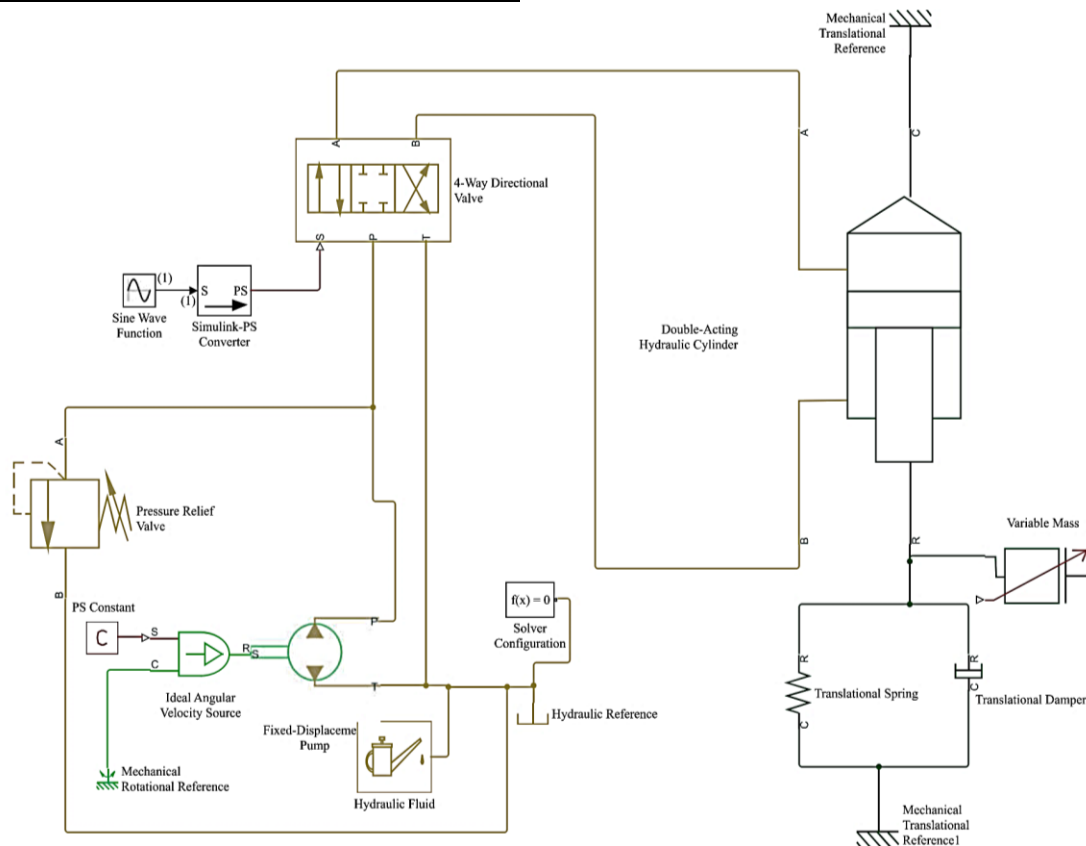 Mechanical
Translational
Reference
C
A
A
B
4-Way Directional
Valve
S
P
T
(1)
(1)
S
PS
Sine Wave
Function
Simulink-PS
Converter
Double-Acting
Hydraulic Cylinder
A
Pressure Relief
Valve
B
B
R
Variable Mass
PS Constant
C
S
C
R
S
P
T
Ideal Angular
Velocity Source
f(x) = 0
Solver
Configuration
R
R
Translational Spring
Translational Damper
C
C
Fixed-Displaceme
Pump
Hydraulic Reference
Mechanical
Rotational Reference
Hydraulic Fluid
Mechanical
Translational
Reference1